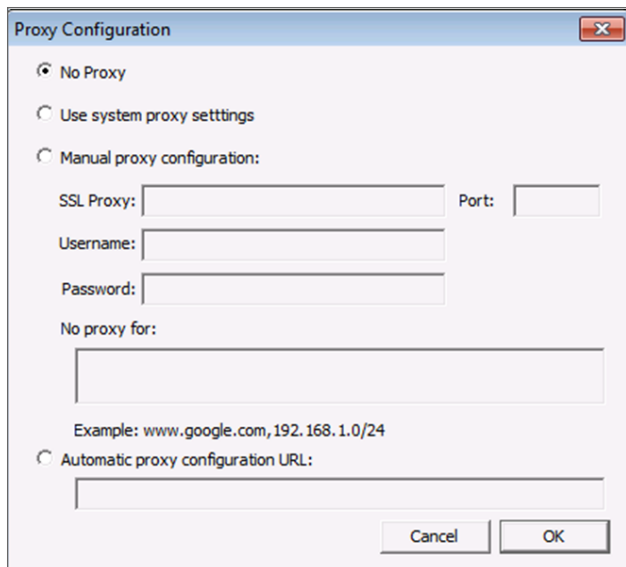 Proxy Configuration
No Proxy
Use system proxy setttings
Manual proxy configuration:
SSL Proxy: Port:
Username:
Password:
No proxy for:
Example: www.google.com,192.168.1.0/24
Automatic proxy configuration URL:
Cancel OK